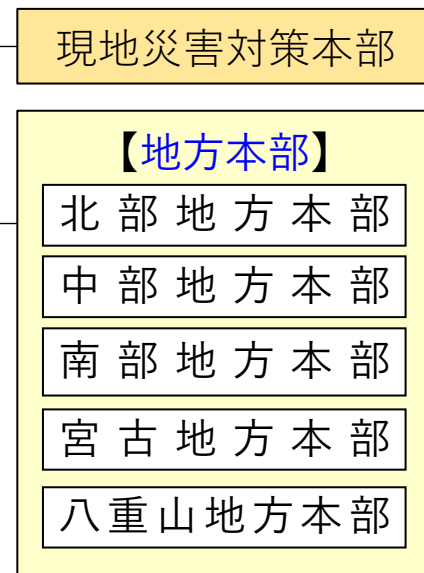 現地災害対策本部
【地方本部】
北部地方本部
中部地方本部
南部地方本部
宮古地方本部
八重山地方本部